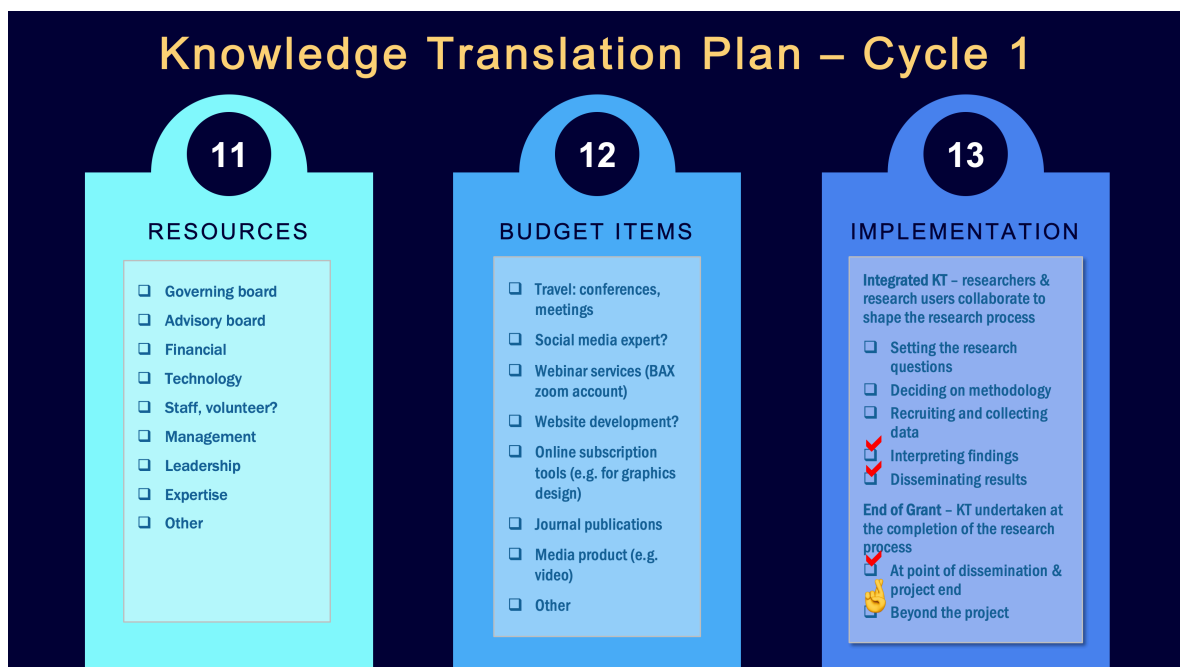 Knowledge Translation Plan – Cycle 1
11
RESOURCES
Governing board
Advisory board
Financial
Technology
Staff, volunteer?
Management
Leadership
Expertise
Other
12
BUDGET ITEMS
Travel: conferences,
meetings
Social media expert?
Webinar services (BAX
zoom account)
Website development?
Online subscription
tools (e.g. for graphics
design)
Journal publications
Media product (e.g.
video)
Other
13
IMPLEMENTATION
Integrated KT – researchers &
research users collaborate to
shape the research process
Setting the research
questions
Deciding on methodology
Recruiting and collecting
data
Interpreting findings
Disseminating results
End of Grant – KT undertaken at
the completion of the research
process
At point of dissemination &
project end
Beyond the project